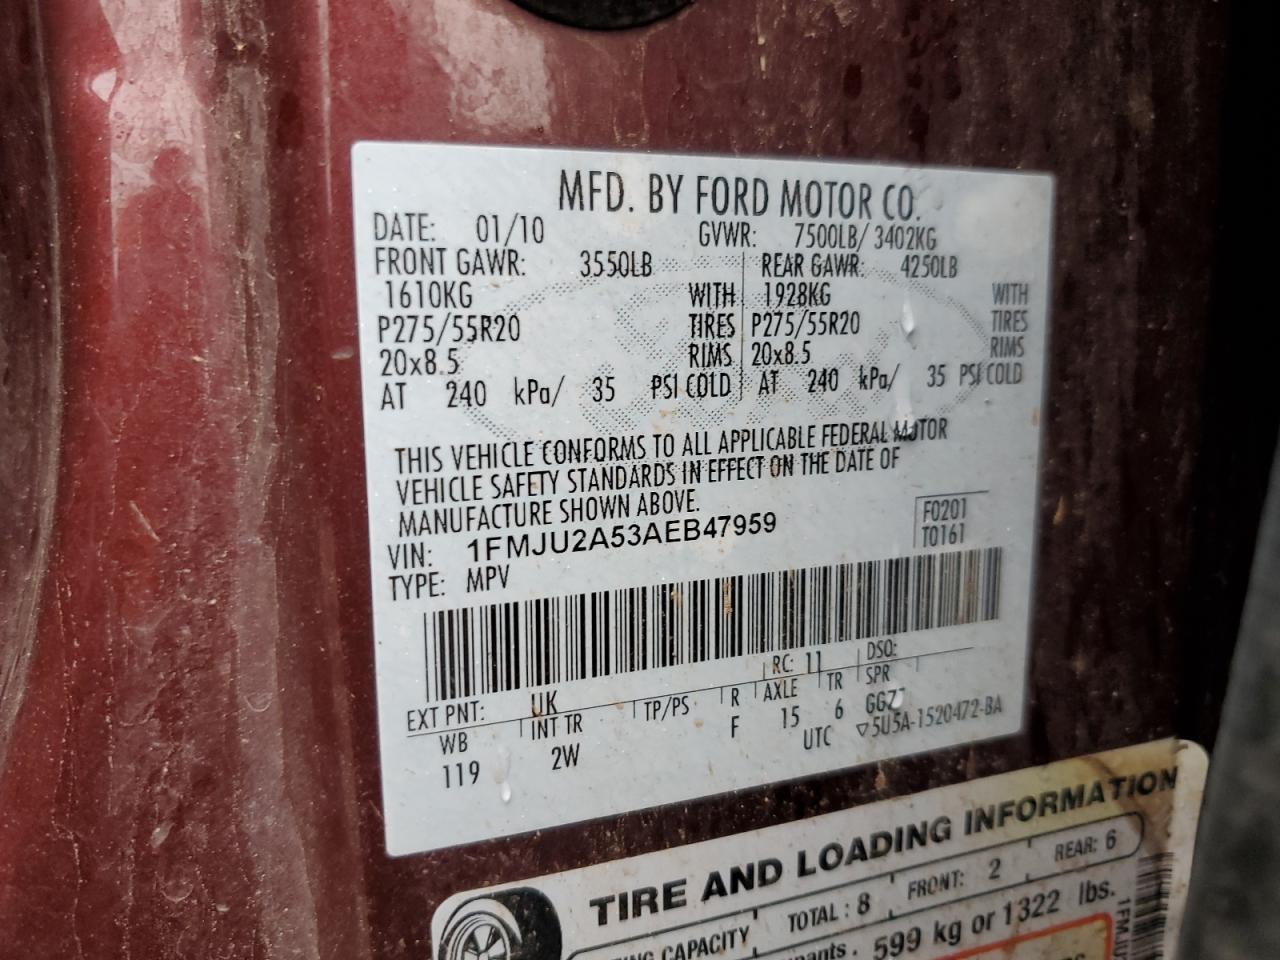 MFD. BY FORD MOTOR CO.
DATE: 01/10 GVWR: 7500LB/ 3402KG
FRONT GAWR: 3550LB REAR GAWR: 4250LB
1610KG WITH 1928KG WITH
P275/55R20 TIRES P275/55R20 TIRES
20x8.5 RIMS 20x8.5 RIMS
AT 240 kPa/ 35 PSI COLD AT 240 kPa/ 35 PSI COLD
THIS VEHICLE CONFORMS TO ALL APPLICABLE FEDERAL MOTOR
VEHICLE SAFETY STANDARDS IN EFFECT ON THE DATE OF
MANUFACTURE SHOWN ABOVE.
VIN: 1FMJU2A53AEB47959
F0201
TYPE: MPV
T0161
EXT PNT: UK RC: 11 DSO:
WB INT TR TP/PS R AXLE TR SPR
119 2W F 15 6
UTC ▽5U5A-1520472-BA
TIRE AND LOADING INFORMATION
CAPACITY TOTAL : 8 FRONT: 2 REAR: 6
599 kg or 1322 lbs.